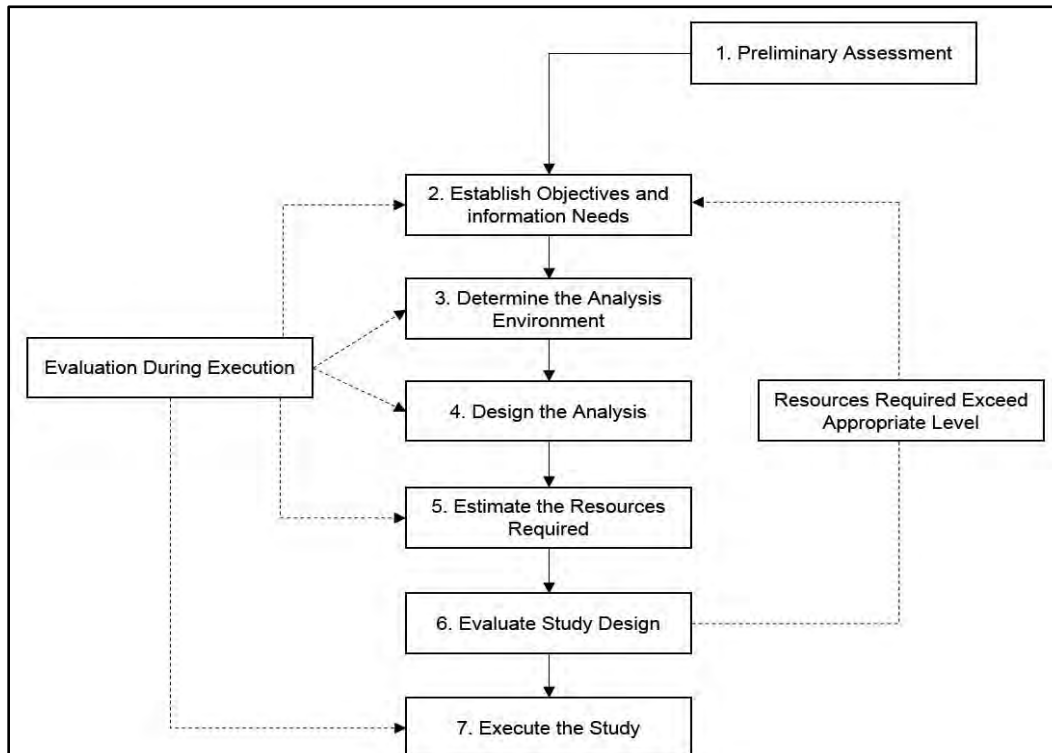 1. Preliminary Assessment
2. Establish Objectives and
information Needs
3. Determine the Analysis
Environment
Evaluation During Execution
4. Design the Analysis
Resources Required Exceed
Appropriate Level
5. Estimate the Resources
Required
6. Evaluate Study Design
7. Execute the Study